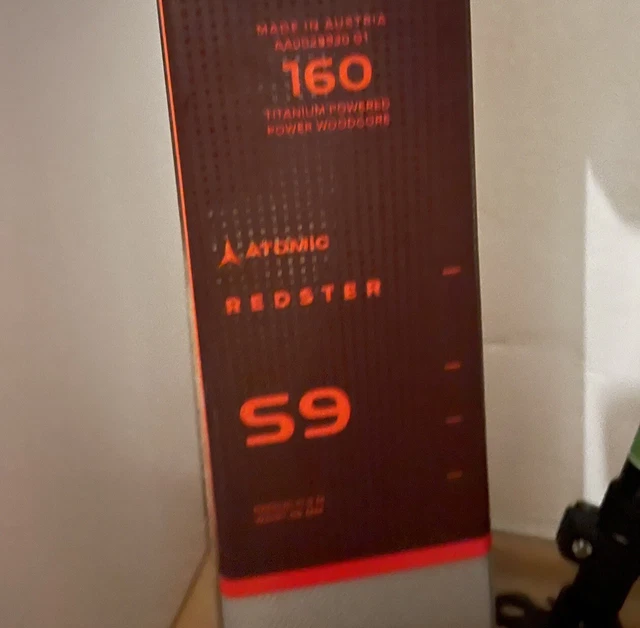 MADE IN AUSTRIA
160
TITANIUM POWERED
POWER WOODCORE
ATOMIC
REDSTER
S9